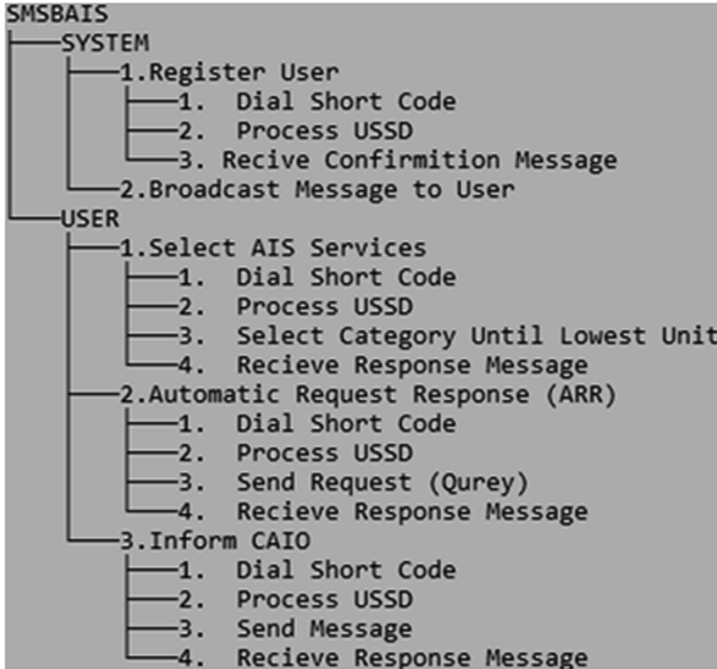 SMSBAIS
SYSTEM
1.Register User
1. Dial Short Code
2. Process USSD
3. Recive Confirmition Message
2.Broadcast Message to User
USER
1.Select AIS Services
1. Dial Short Code
2. Process USSD
3. Select Category Until Lowest Unit
4. Recieve Response Message
2.Automatic Request Response (ARR)
1. Dial Short Code
2. Process USSD
3. Send Request (Qurey)
4. Recieve Response Message
3.Inform CAIO
1. Dial Short Code
2. Process USSD
3. Send Message
4. Recieve Response Message